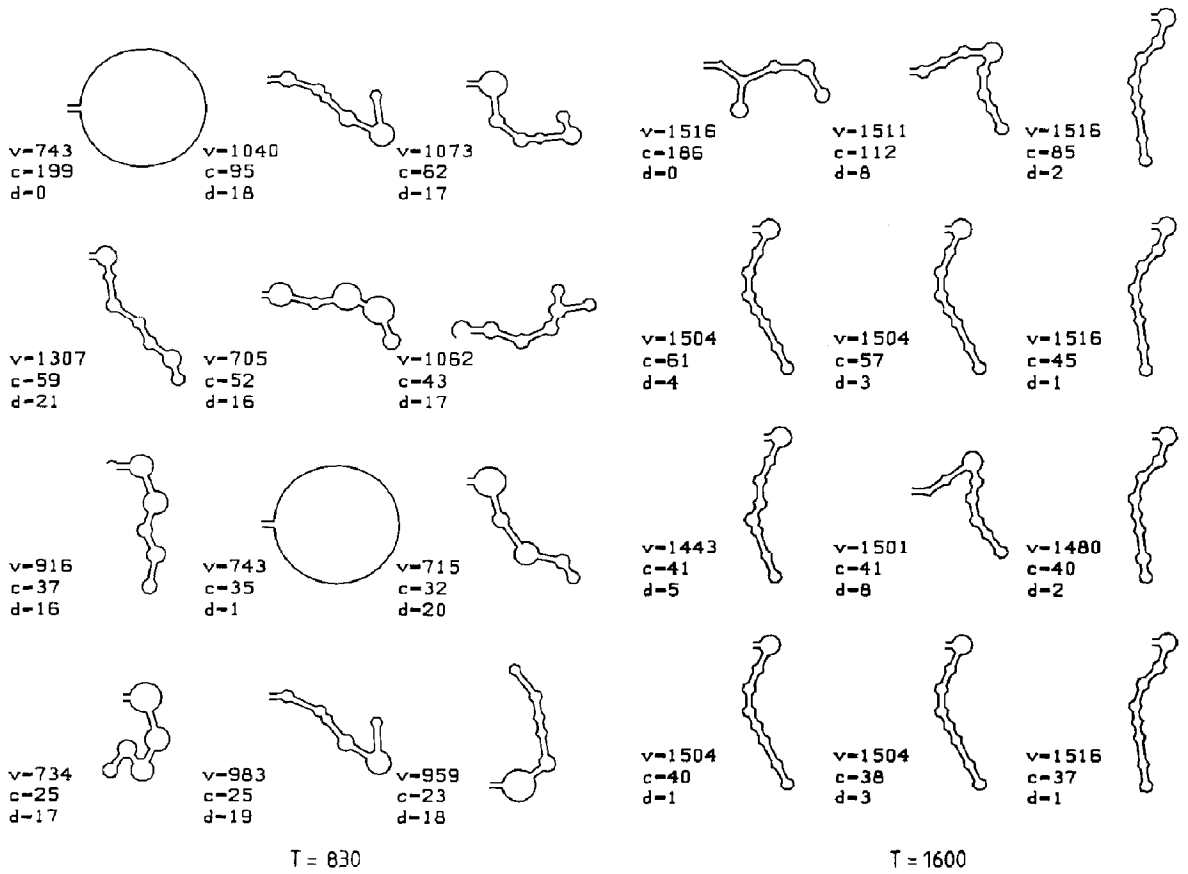 v=743
c=199
d=0
v=1040
c=95
d=18
v=1073
c=62
d=17
v=1516
c=186
d=0
v=1511
c=112
d=8
v=1516
c=85
d=2
v=1307
c=59
d=21
v=705
c=52
d=16
v=1062
c=43
d=17
v=1504
c=61
d=4
v=1504
c=57
d=3
v=1516
c=45
d=1
v=916
c=37
d=16
v=743
c=35
d=1
v=715
c=32
d=20
v=1443
c=41
d=5
v=1501
c=41
d=8
v=1480
c=40
d=2
v=734
c=25
d=17
v=983
c=25
d=19
v=959
c=23
d=18
v=1504
c=40
d=1
v=1504
c=38
d=3
v=1516
c=37
d=1
T = 830
T = 1600